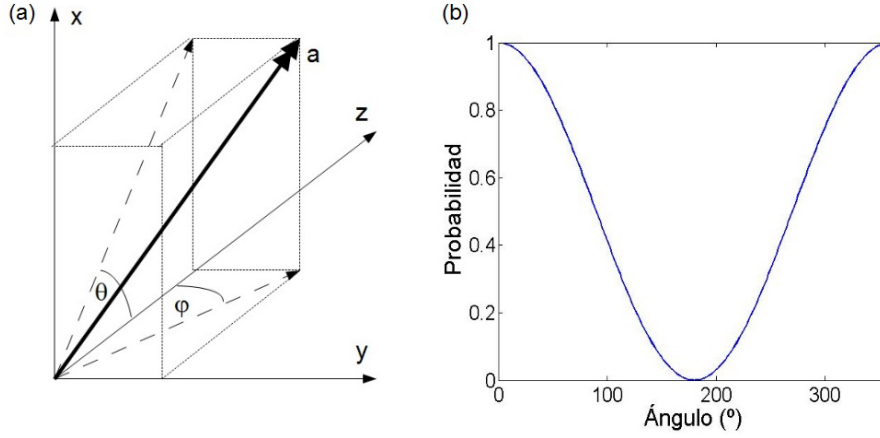 (a)
x
a
z
θ
φ
y
(b)
Probabilidad
1
0.8
0.6
0.4
0.2
0
0 100 200 300
Ángulo (º)